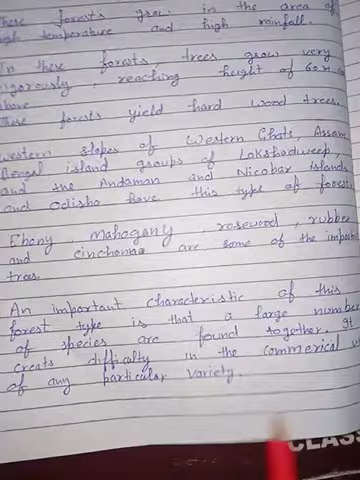 These forests grow in the area of
high temperature and high rainfall.
In these forests, trees grow very
vigorously, reaching height of 60 m
above
These forests yield hard wood trees.
western slopes of Western Ghats, Assam
Bengal island groups of Lakshadweep,
and the Andaman and Nicobar islands
and Odisha have this type of forests
Ebony, mahogany, rosewood, rubber
and cinchona are some of the important
trees.
An important characteristic of this
forest type is that a large number
of species are found together. It
creats difficulty in the commerical
of any particular variety.
CLASS